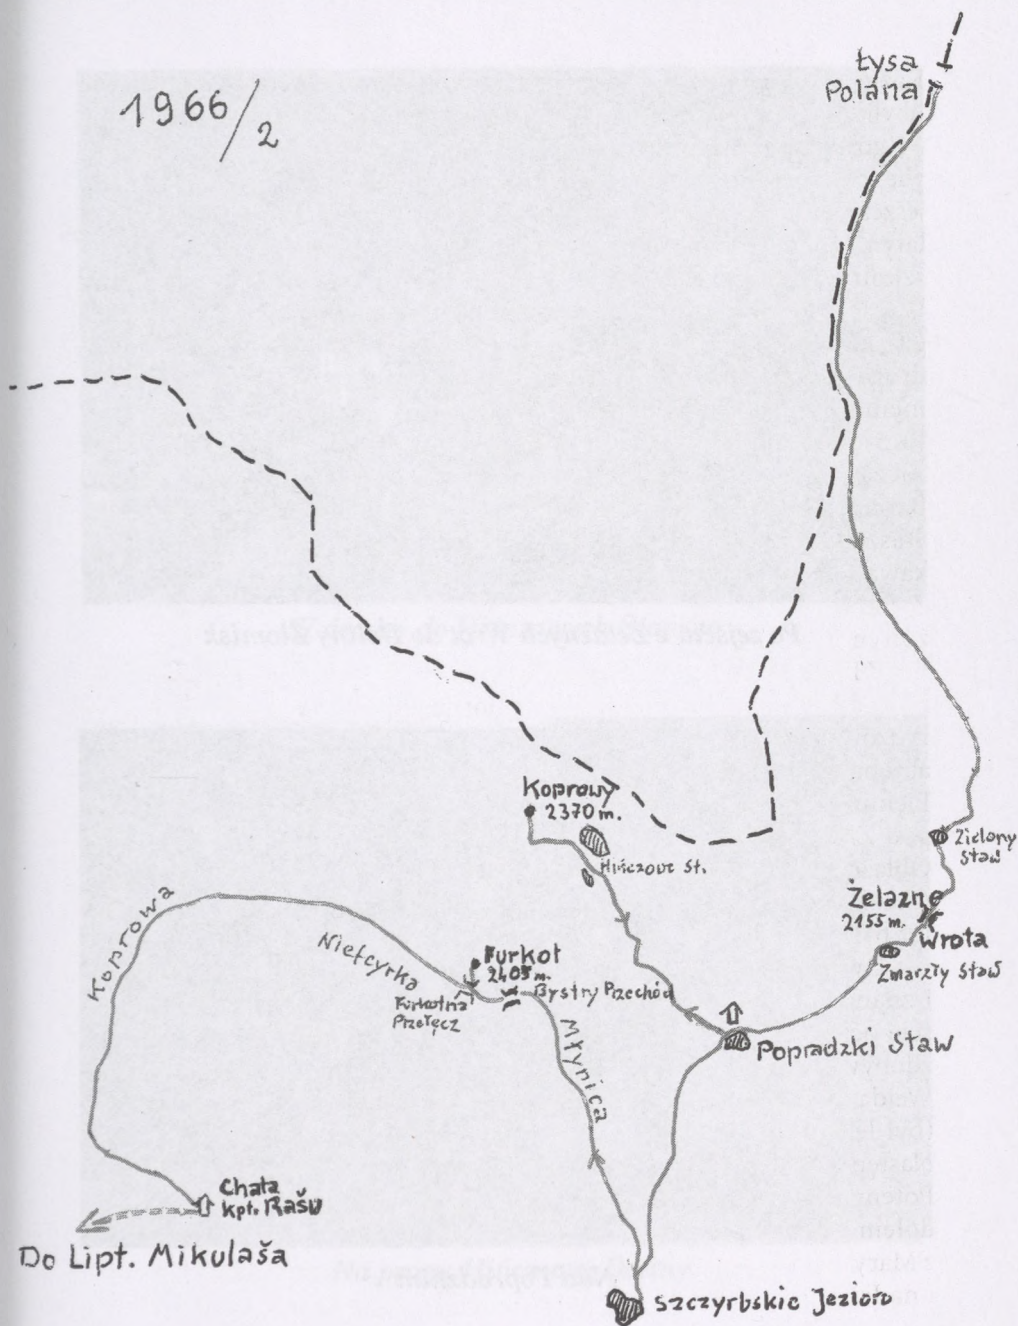 1966/2
Łysa
Polana
Koprowy
2370 m.
Hińczowe St.
Zielony
Staw
Żelazne
2155 m.
Wrota
Zmarzły Staw
Koprowa
Niefcyrka
Furkot
2405 m.
Bystry Przechód
Furkotna
Przełęcz
Młynica
Popradzki Staw
Chata
kpt. Rašu
Do Lipt. Mikulaša
Szczyrbskie Jezioro